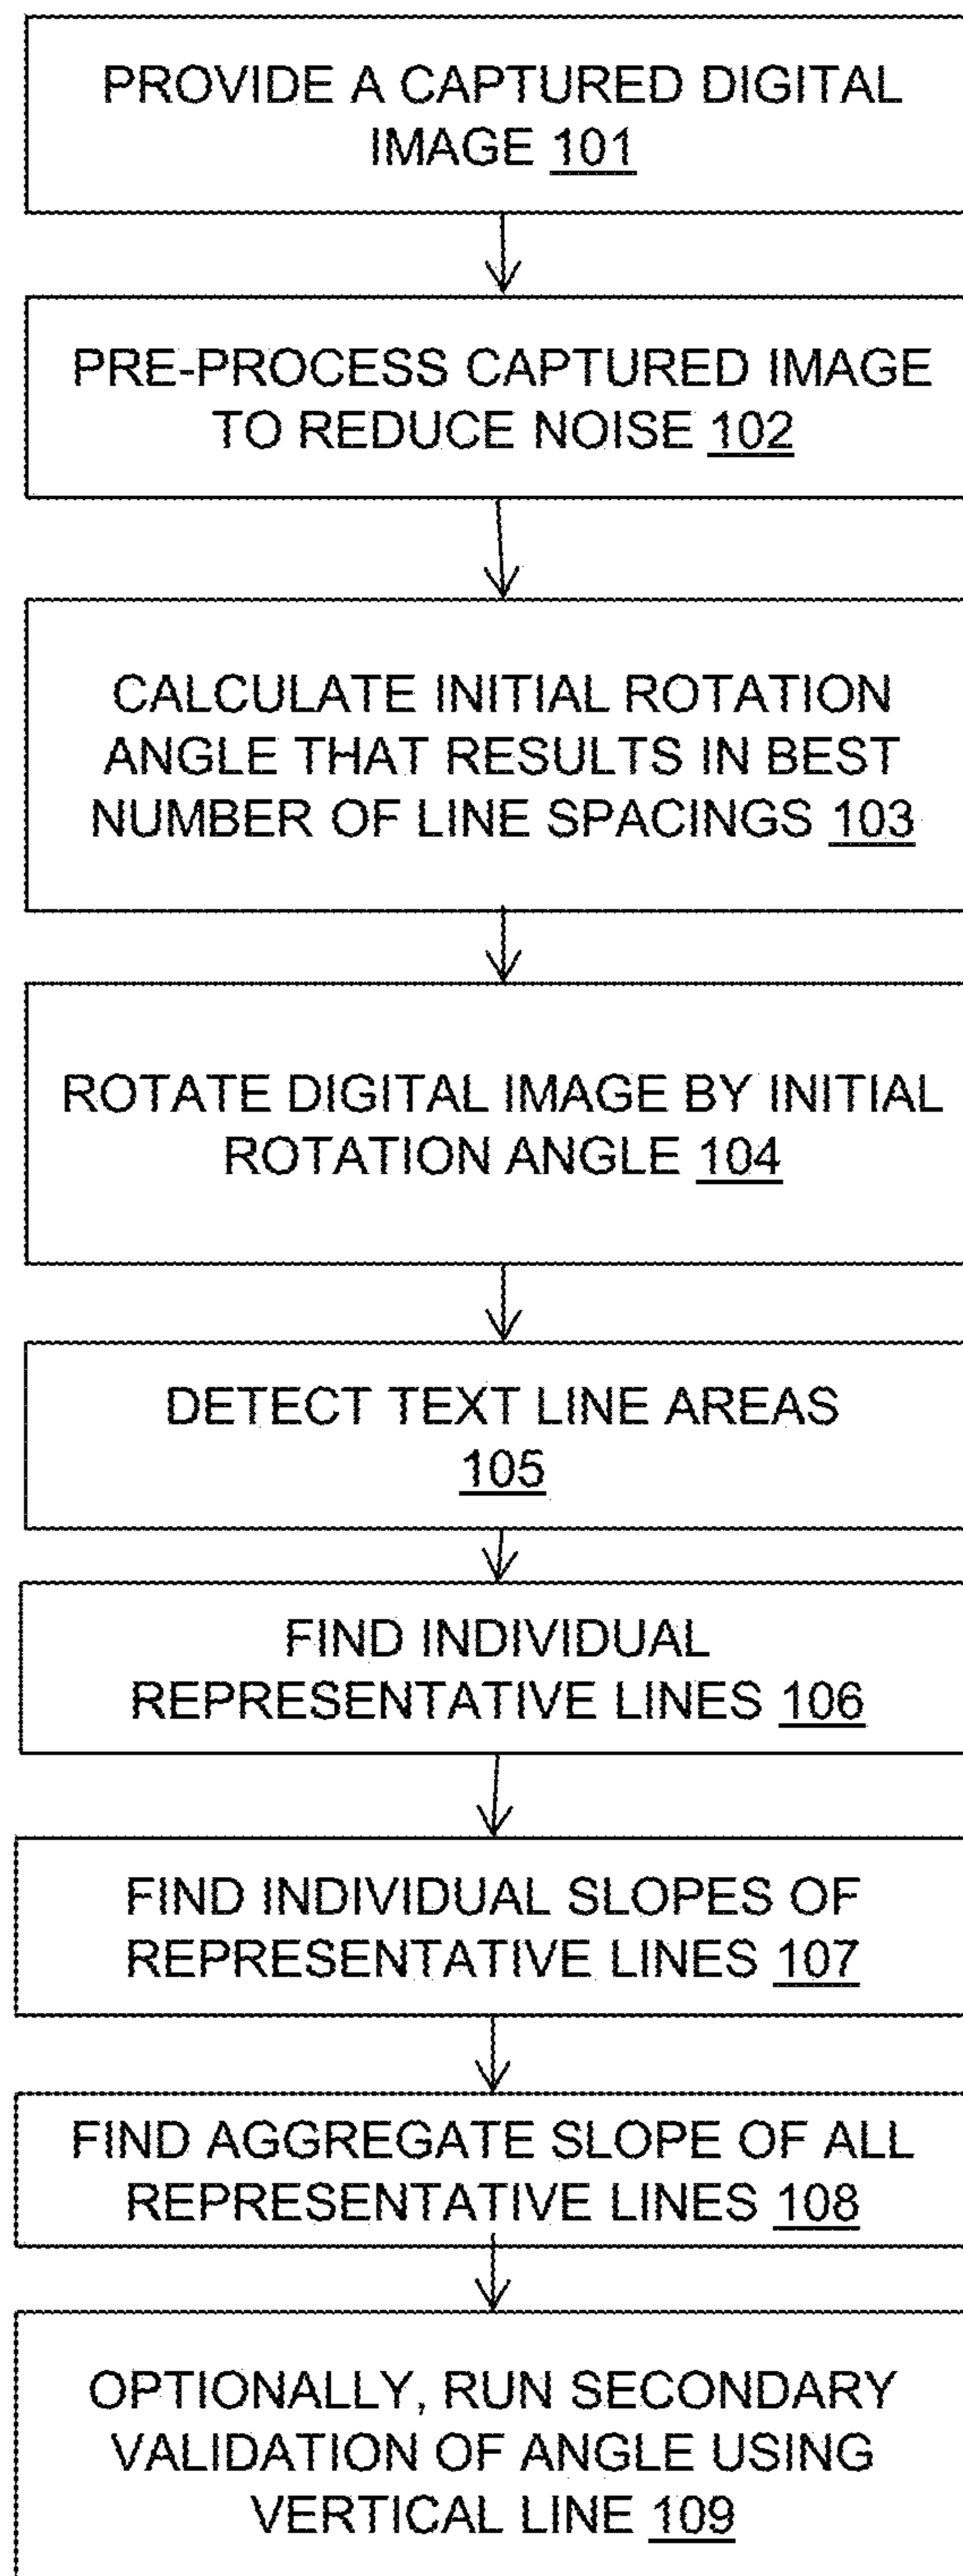 PROVIDE A CAPTURED DIGITAL
IMAGE 101
PRE-PROCESS CAPTURED IMAGE
TO REDUCE NOISE 102
CALCULATE INITIAL ROTATION
ANGLE THAT RESULTS IN BEST
NUMBER OF LINE SPACINGS 103
ROTATE DIGITAL IMAGE BY INITIAL
ROTATION ANGLE 104
DETECT TEXT LINE AREAS
105
FIND INDIVIDUAL
REPRESENTATIVE LINES 106
FIND INDIVIDUAL SLOPES OF
REPRESENTATIVE LINES 107
FIND AGGREGATE SLOPE OF ALL
REPRESENTATIVE LINES 108
OPTIONALLY, RUN SECONDARY
VALIDATION OF ANGLE USING
VERTICAL LINE 109